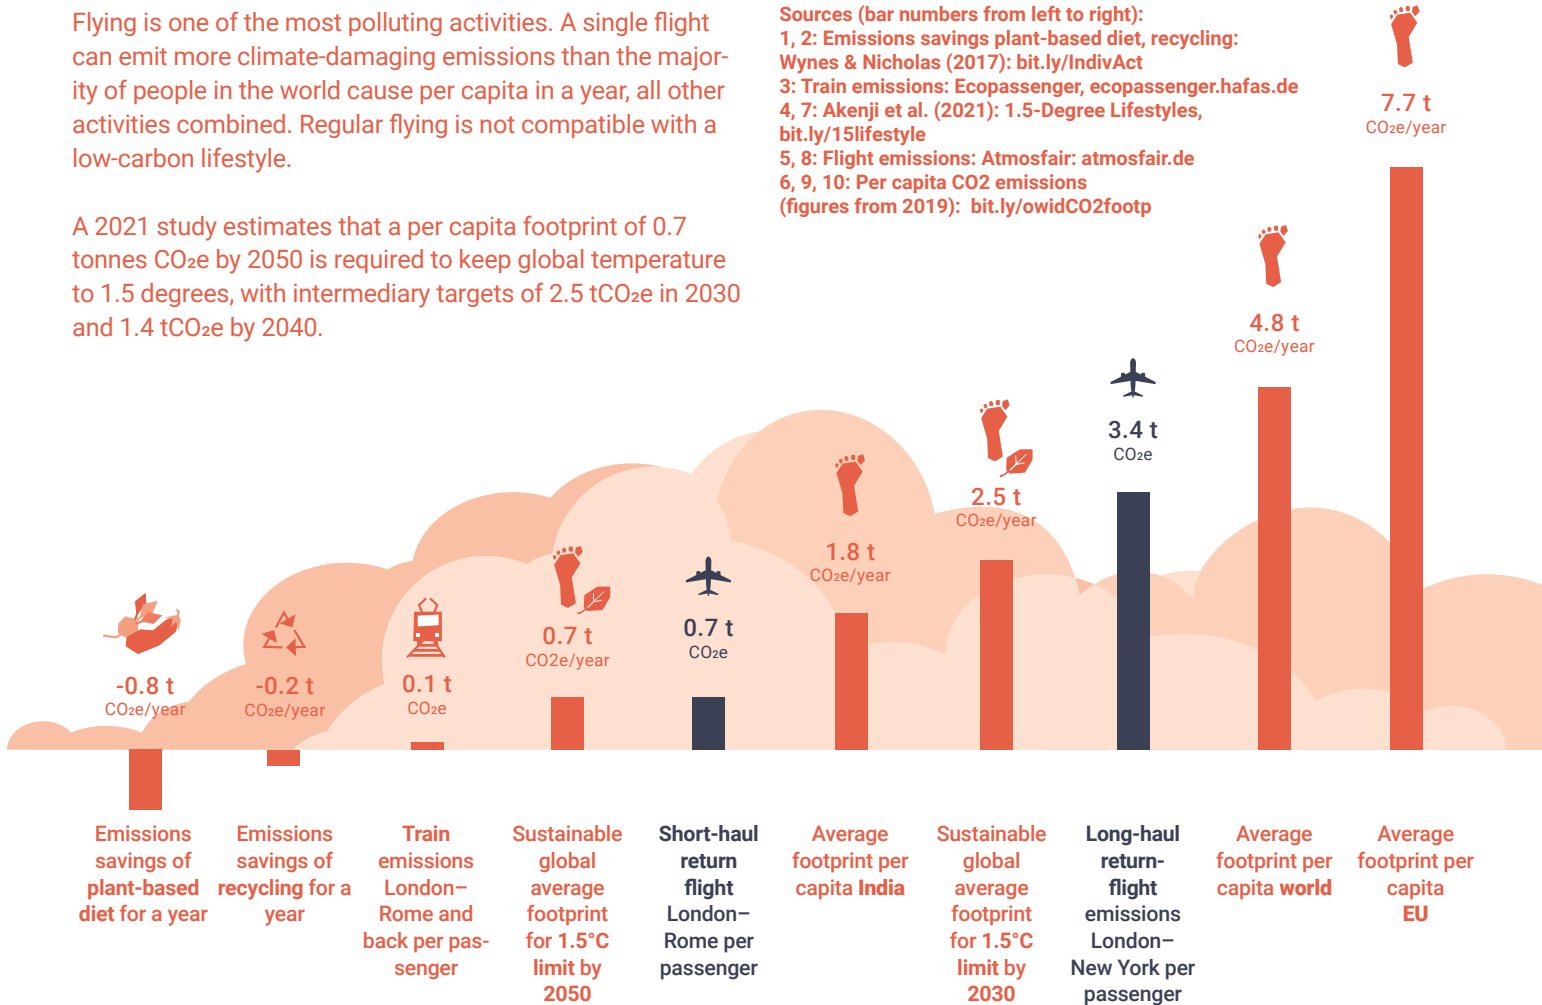 Flying is one of the most polluting activities. A single flight
can emit more climate-damaging emissions than the major-
ity of people in the world cause per capita in a year, all other
activities combined. Regular flying is not compatible with a
low-carbon lifestyle.
A 2021 study estimates that a per capita footprint of 0.7
tonnes CO₂e by 2050 is required to keep global temperature
to 1.5 degrees, with intermediary targets of 2.5 tCO₂e in 2030
and 1.4 tCO₂e by 2040.
Sources (bar numbers from left to right):
1, 2: Emissions savings plant-based diet, recycling:
Wynes & Nicholas (2017): bit.ly/IndivAct
3: Train emissions: Ecopassenger, ecopassenger.hafas.de
4, 7: Akenji et al. (2021): 1.5-Degree Lifestyles,
bit.ly/15lifestyle
5, 8: Flight emissions: Atmosfair: atmosfair.de
6, 9, 10: Per capita CO2 emissions
(figures from 2019): bit.ly/owidCO2footp
-0.8 t
CO₂e/year
Emissions
savings of
plant-based
diet for a year
-0.2 t
CO₂e/year
Emissions
savings of
recycling for a
year
0.1 t
CO₂e
Train
emissions
London–
Rome and
back per pas-
senger
0.7 t
CO2e/year
Sustainable
global
average
footprint
for 1.5°C
limit by
2050
0.7 t
CO₂e
Short-haul
return
flight
London–
Rome per
passenger
1.8 t
CO₂e/year
Average
footprint per
capita India
2.5 t
CO₂e/year
Sustainable
global
average
footprint
for 1.5°C
limit by
2030
3.4 t
CO₂e
Long-haul
return-
flight
emissions
London–
New York per
passenger
4.8 t
CO₂e/year
Average
footprint per
capita world
7.7 t
CO₂e/year
Average
footprint per
capita
EU